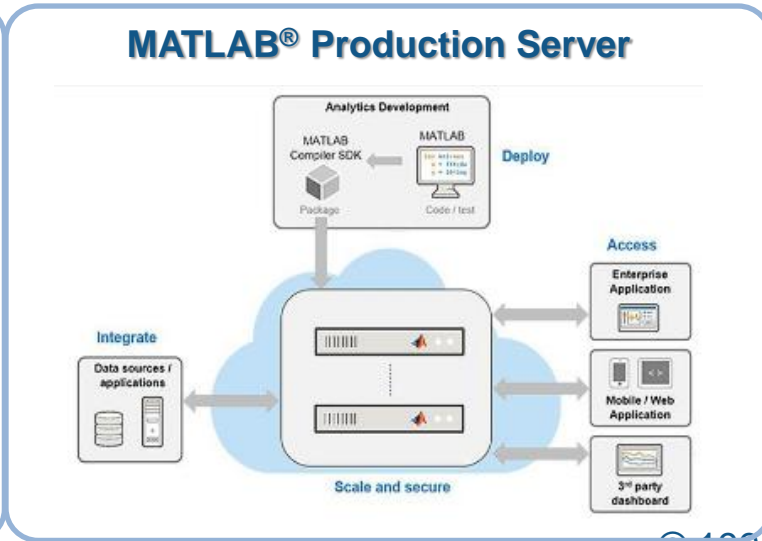 MATLAB® Production Server
Analytics Development
MATLAB
Compiler SDK
MATLAB
Package
Code / test
Deploy
Access
Enterprise
Application
Integrate
Data sources /
applications
Mobile / Web
Application
Scale and secure
3rd party
dashboard